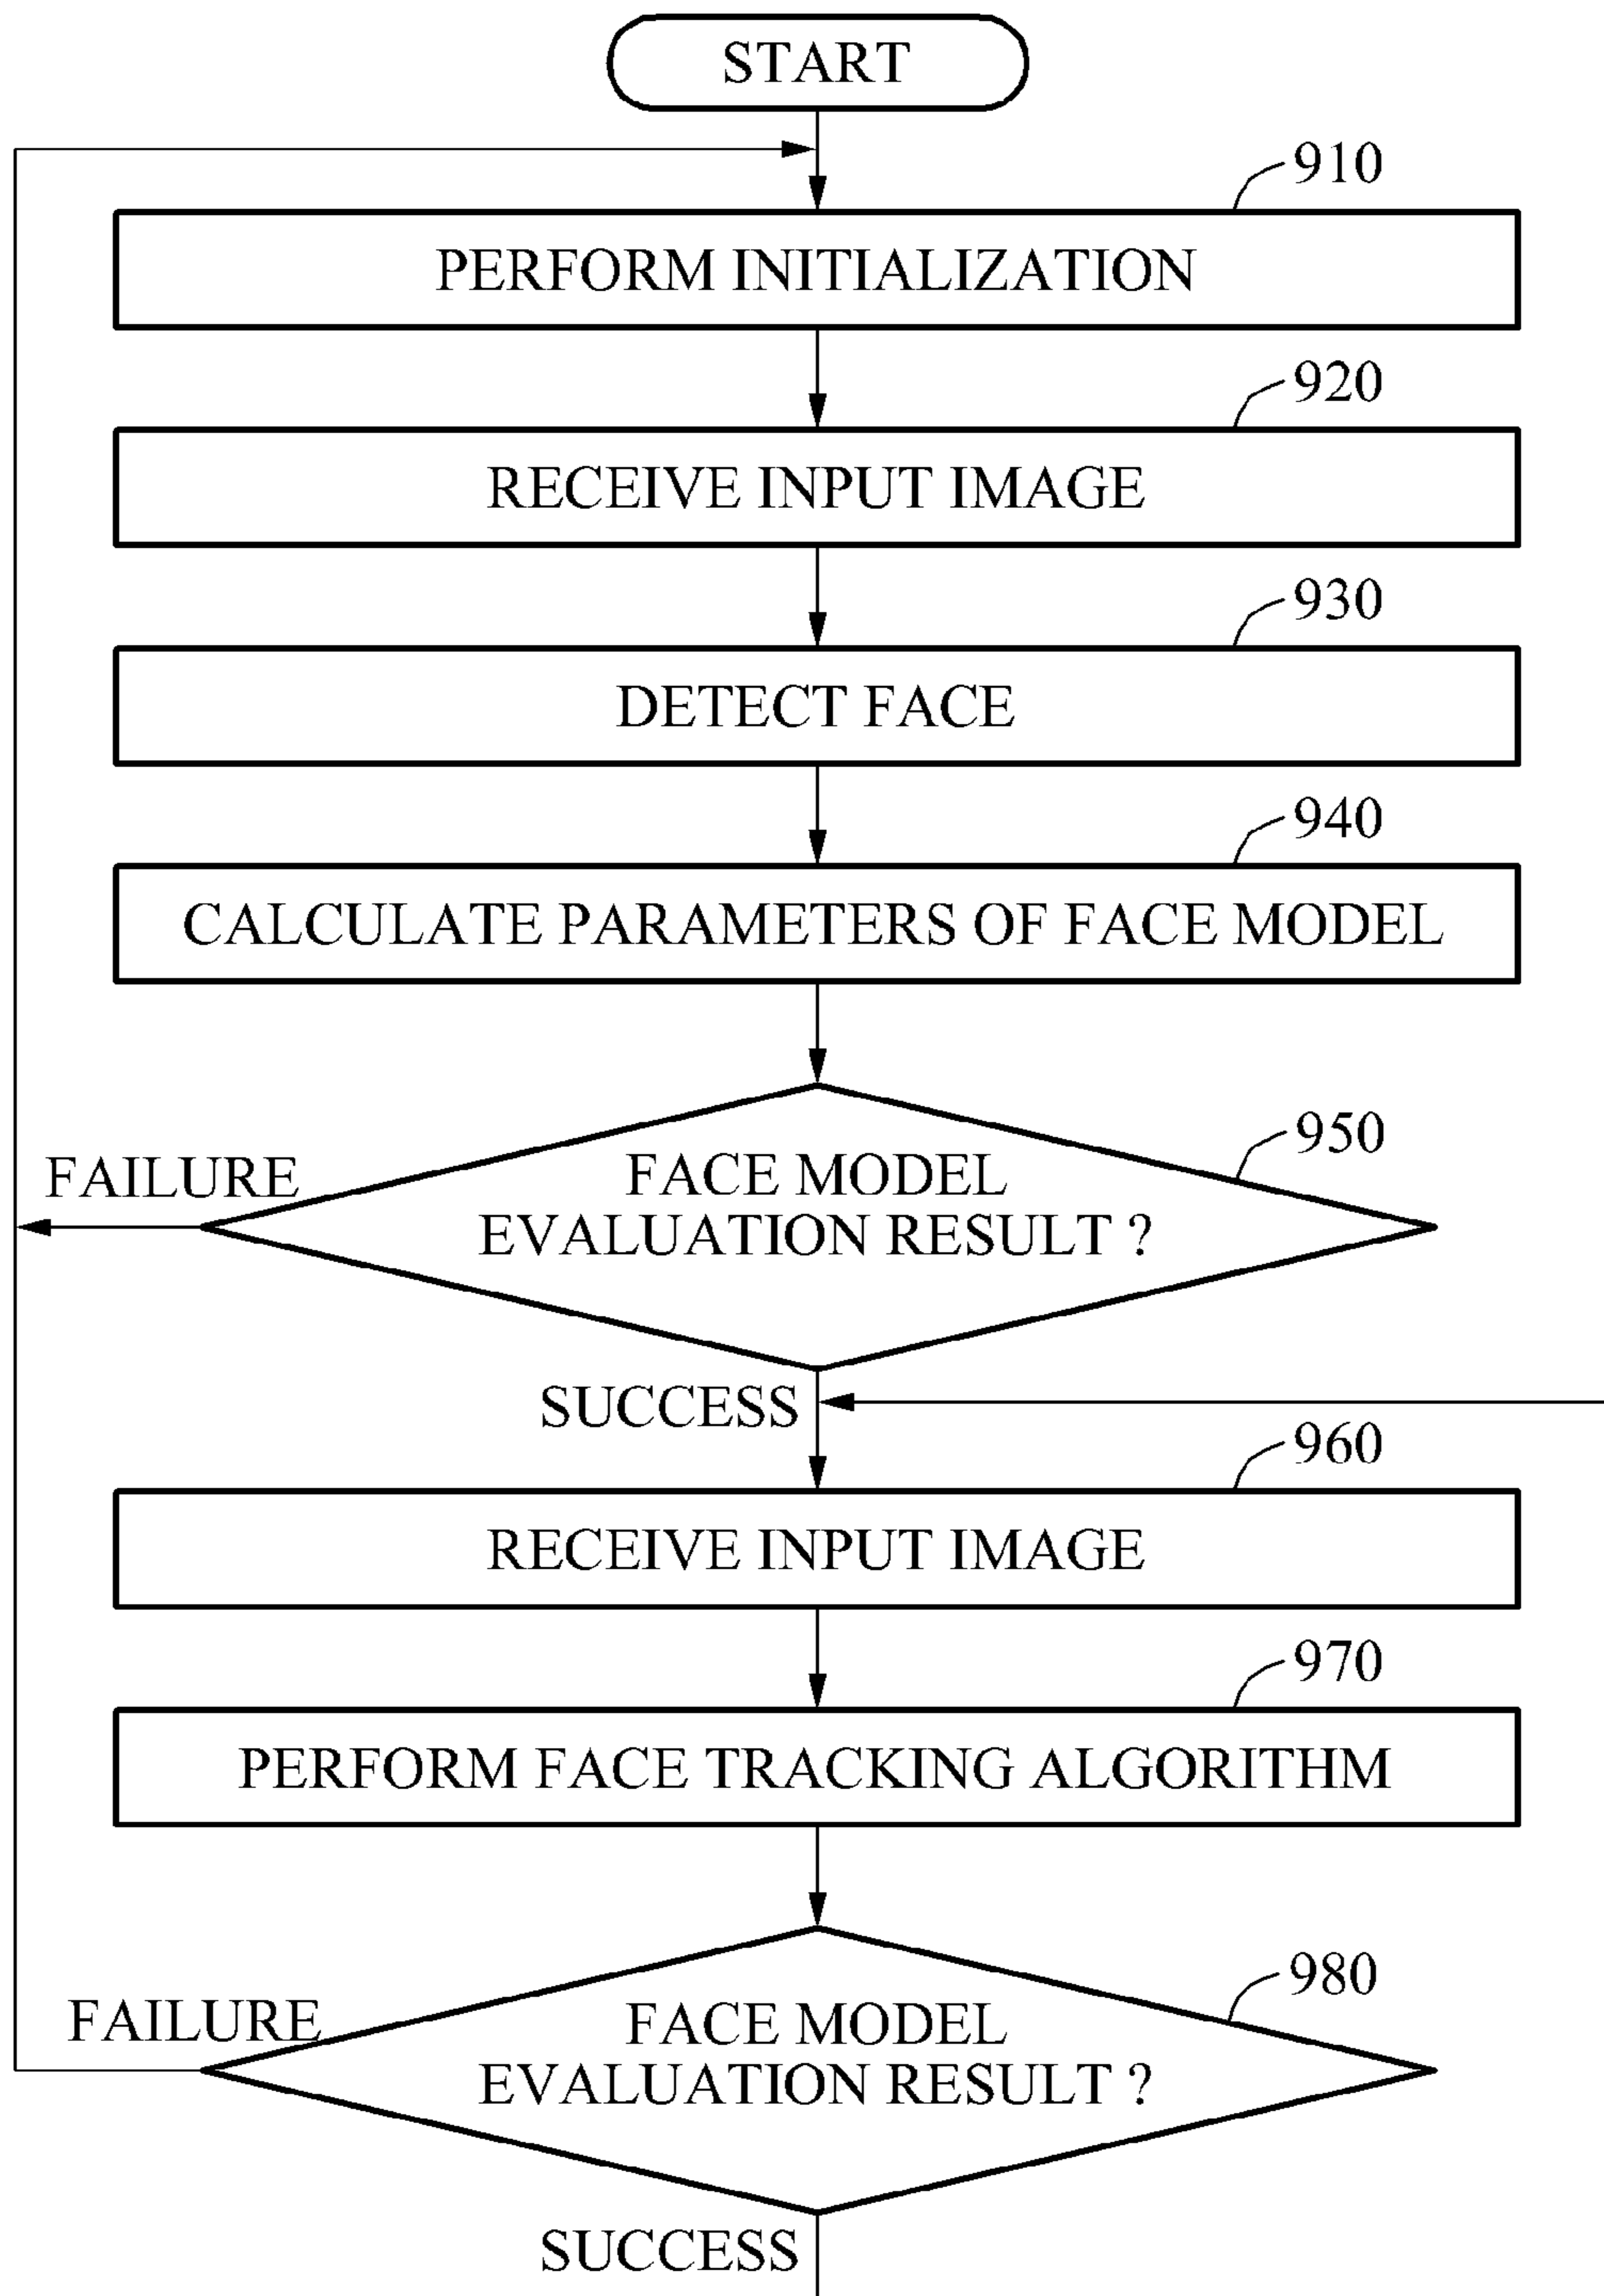 START
910
PERFORM INITIALIZATION
920
RECEIVE INPUT IMAGE
930
DETECT FACE
940
CALCULATE PARAMETERS OF FACE MODEL
950
FAILURE
FACE MODEL
EVALUATION RESULT ?
SUCCESS
960
RECEIVE INPUT IMAGE
970
PERFORM FACE TRACKING ALGORITHM
980
FAILURE
FACE MODEL
EVALUATION RESULT ?
SUCCESS